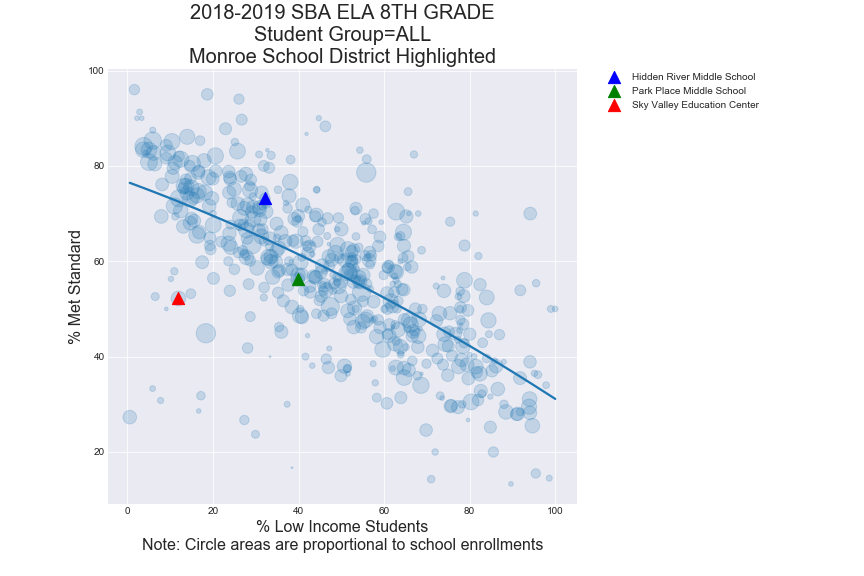 2018-2019 SBA ELA 8TH GRADE
Student Group=ALL
Monroe School District Highlighted
Hidden River Middle School
Park Place Middle School
Sky Valley Education Center
% Met Standard
100
80
60
40
20
0 20 40 60 80 100
% Low Income Students
Note: Circle areas are proportional to school enrollments